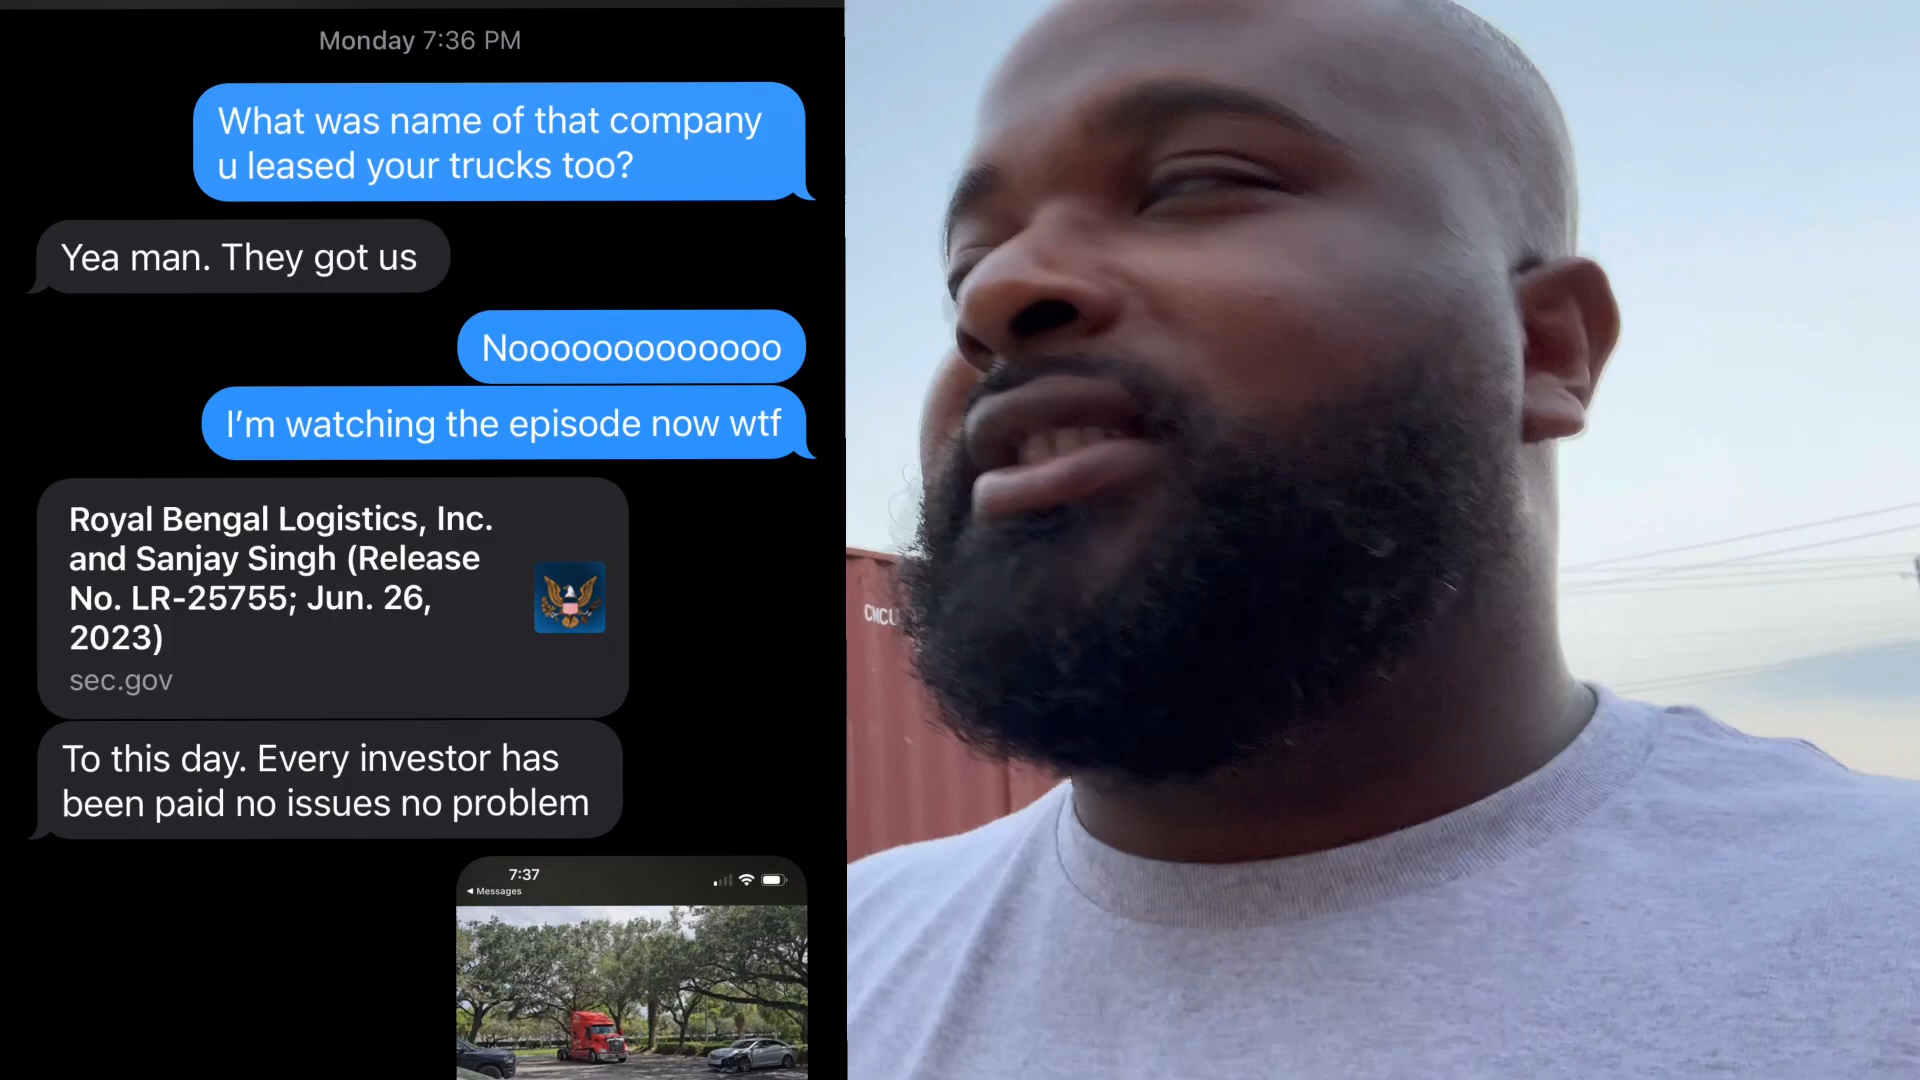 Monday 7:36 PM
What was name of that company
u leased your trucks too?
Yea man. They got us
Nooooooooooooo
I'm watching the episode now wtf
Royal Bengal Logistics, Inc.
and Sanjay Singh (Release
No. LR-25755; Jun. 26,
2023)
sec.gov
To this day. Every investor has
been paid no issues no problem
7:37
Messages
CMCU